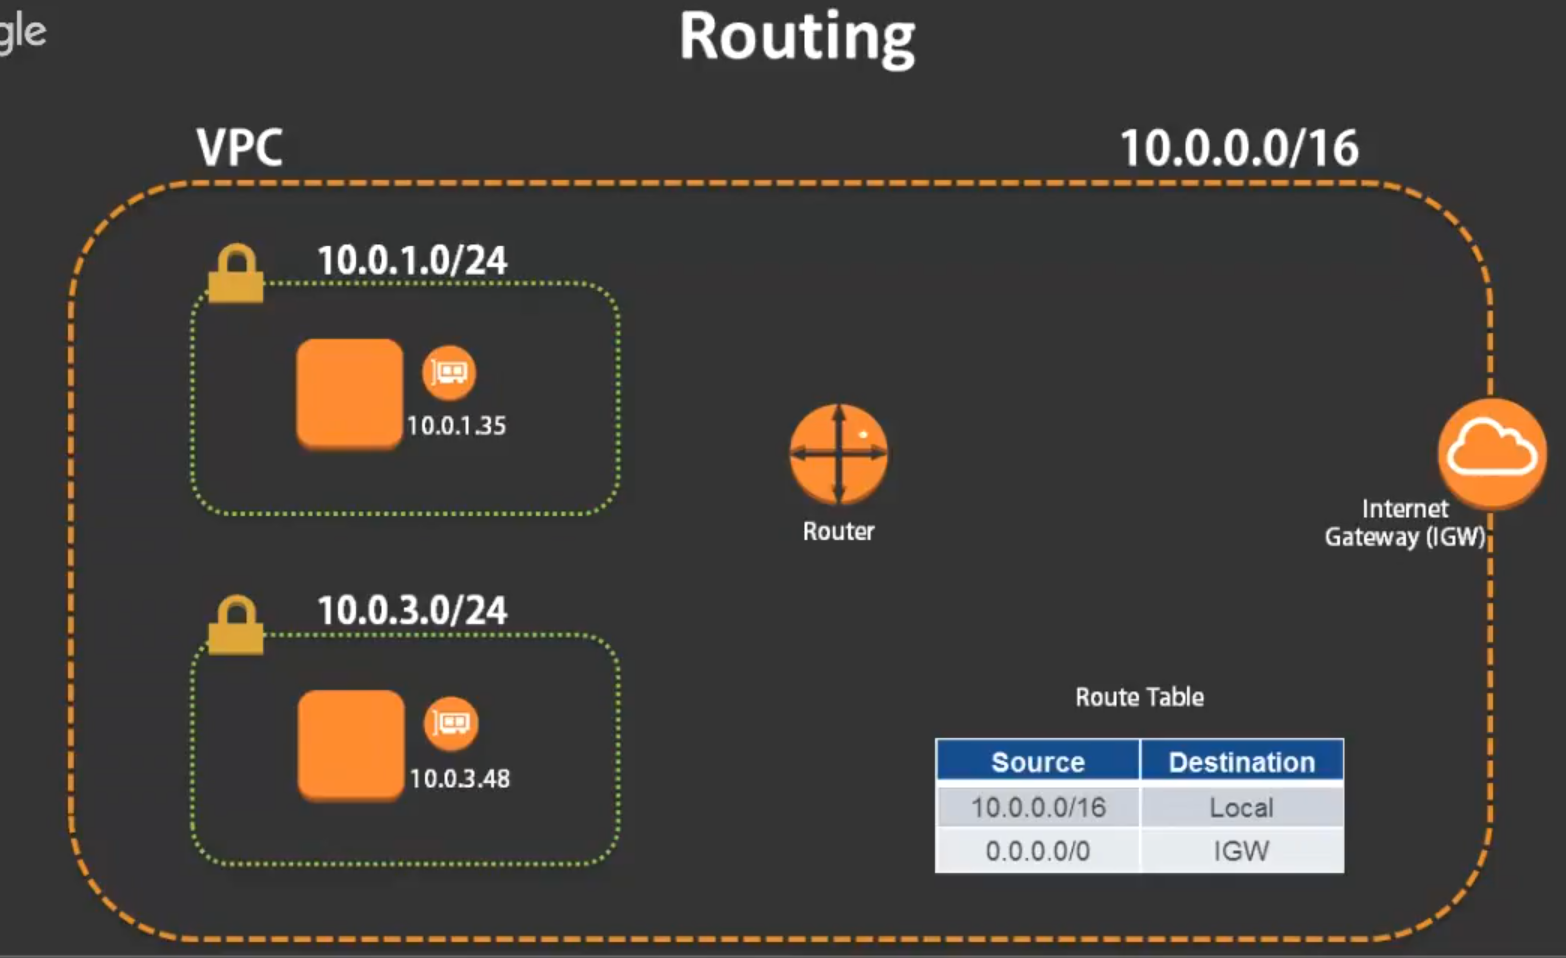 Routing
VPC
10.0.0.0/16
10.0.1.0/24
10.0.1.35
Router
Internet
Gateway (IGW)
10.0.3.0/24
10.0.3.48
Route Table
Source Destination
10.0.0.0/16 Local
0.0.0.0/0 IGW